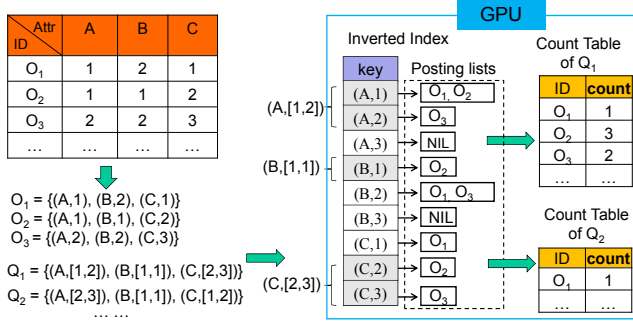 GPU
Attr A B C
ID
O1 1 2 1
O2 1 1 2
O3 2 2 3
... ... ... ...
O1 = {(A,1), (B,2), (C,1)}
O2 = {(A,1), (B,1), (C,2)}
O3 = {(A,2), (B,2), (C,3)}
Q1 = {(A,[1,2]), (B,[1,1]), (C,[2,3])}
Q2 = {(A,[2,3]), (B,[1,1]), (C,[1,2])}
... ...
Inverted Index
key Posting lists
(A,[1,2])
(B,[1,1])
(C,[2,3])
(A,1) O1, O2
(A,2) O3
(A,3) NIL
(B,1) O2
(B,2) O1, O3
(B,3) NIL
(C,1) O1
(C,2) O2
(C,3) O3
Count Table
of Q1
ID count
O1 1
O2 3
O3 2
... ...
Count Table
of Q2
ID count
O1 1
... ...